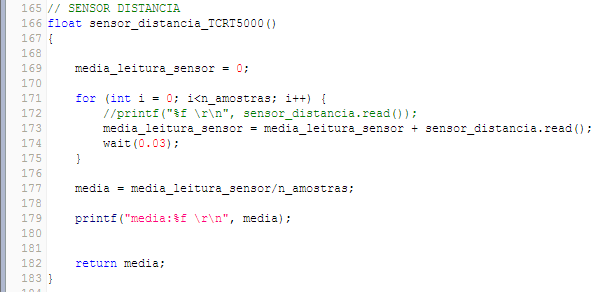 165 // SENSOR DISTANCIA
166 float sensor_distancia_TCRT5000()
167 {
168
169     media_leitura_sensor = 0;
170
171     for (int i = 0; i<n_amostras; i++) {
172         //printf("%f \r\n", sensor_distancia.read());
173         media_leitura_sensor = media_leitura_sensor + sensor_distancia.read();
174         wait(0.03);
175     }
176
177     media = media_leitura_sensor/n_amostras;
178
179     printf("media:%f \r\n", media);
180
181
182     return media;
183 }